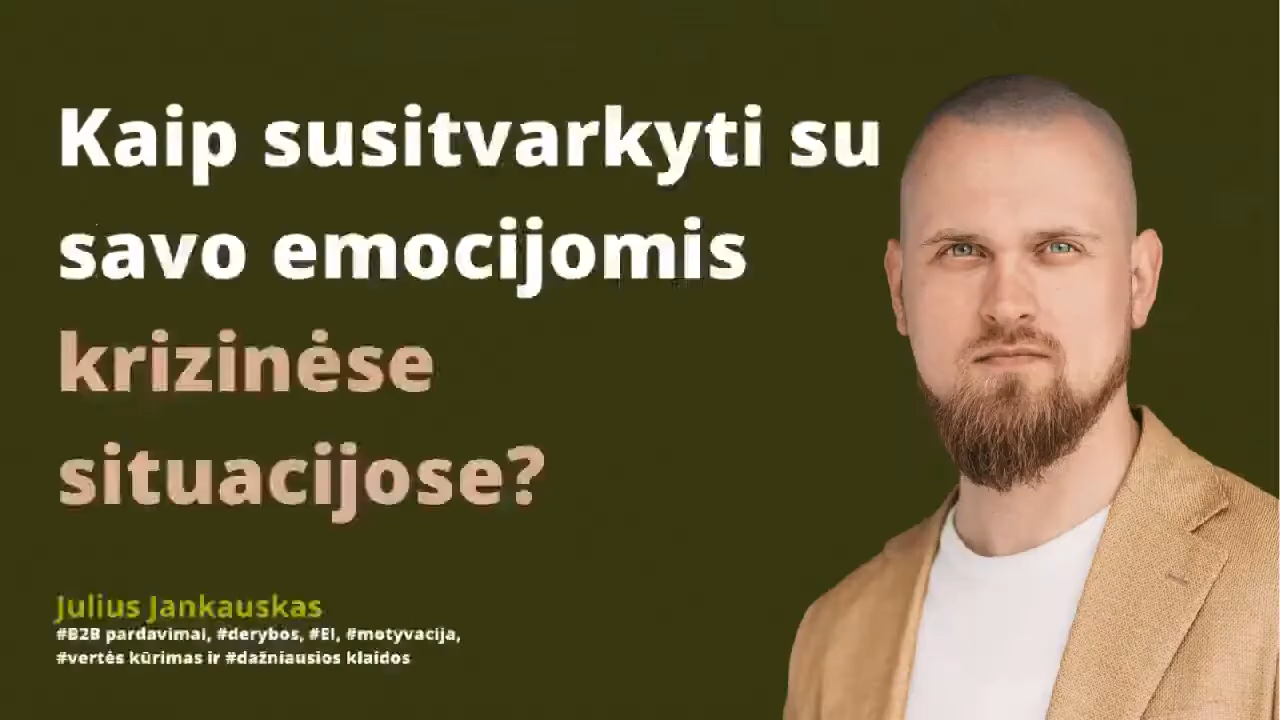 Kaip susitvarkyti su
savo emocijomis
krizinėse
situacijose?
Julius Jankauskas
#B2B pardavimai, #derybos, #EI, #motyvacija,
#vertės kūrimas ir #dažniausios klaidos